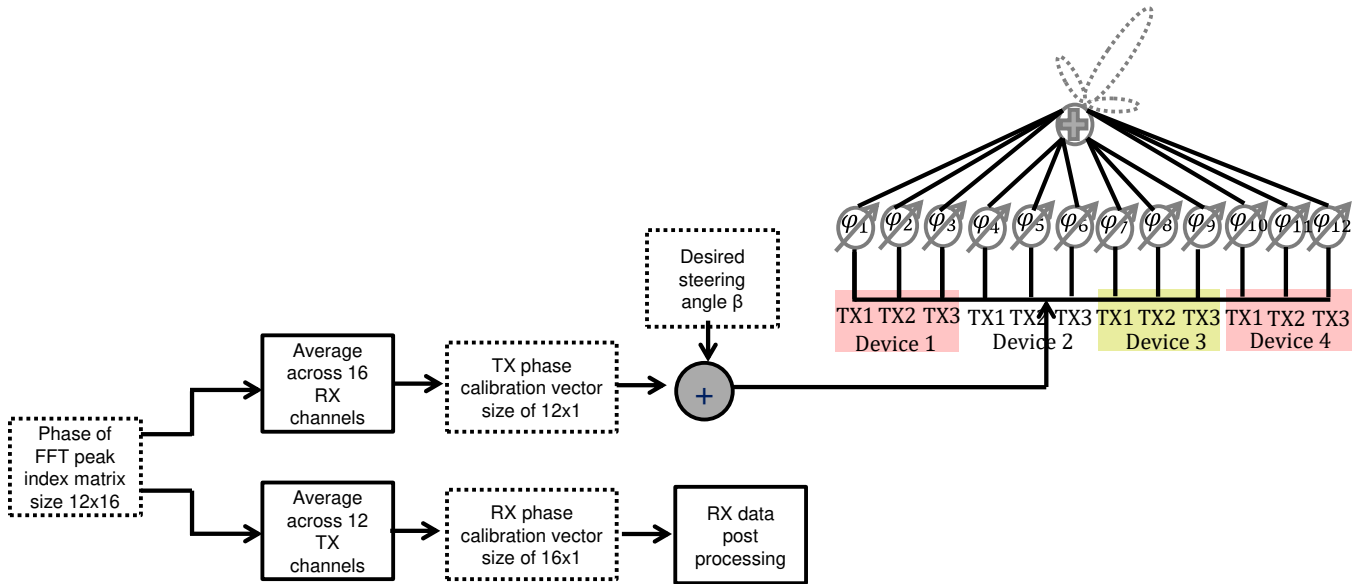 φ1 φ2 φ3 φ4 φ5 φ6 φ7 φ8 φ9 φ10 φ11 φ12
TX1 TX2 TX3 TX1 TX2 TX3 TX1 TX2 TX3 TX1 TX2 TX3
Device 1 Device 2 Device 3 Device 4
Desired
steering
angle β
Phase of
FFT peak
index matrix
size 12x16
Average
across 16
RX
channels
TX phase
calibration vector
size of 12x1
+
Average
across 12
TX
channels
RX phase
calibration vector
size of 16x1
RX data
post
processing